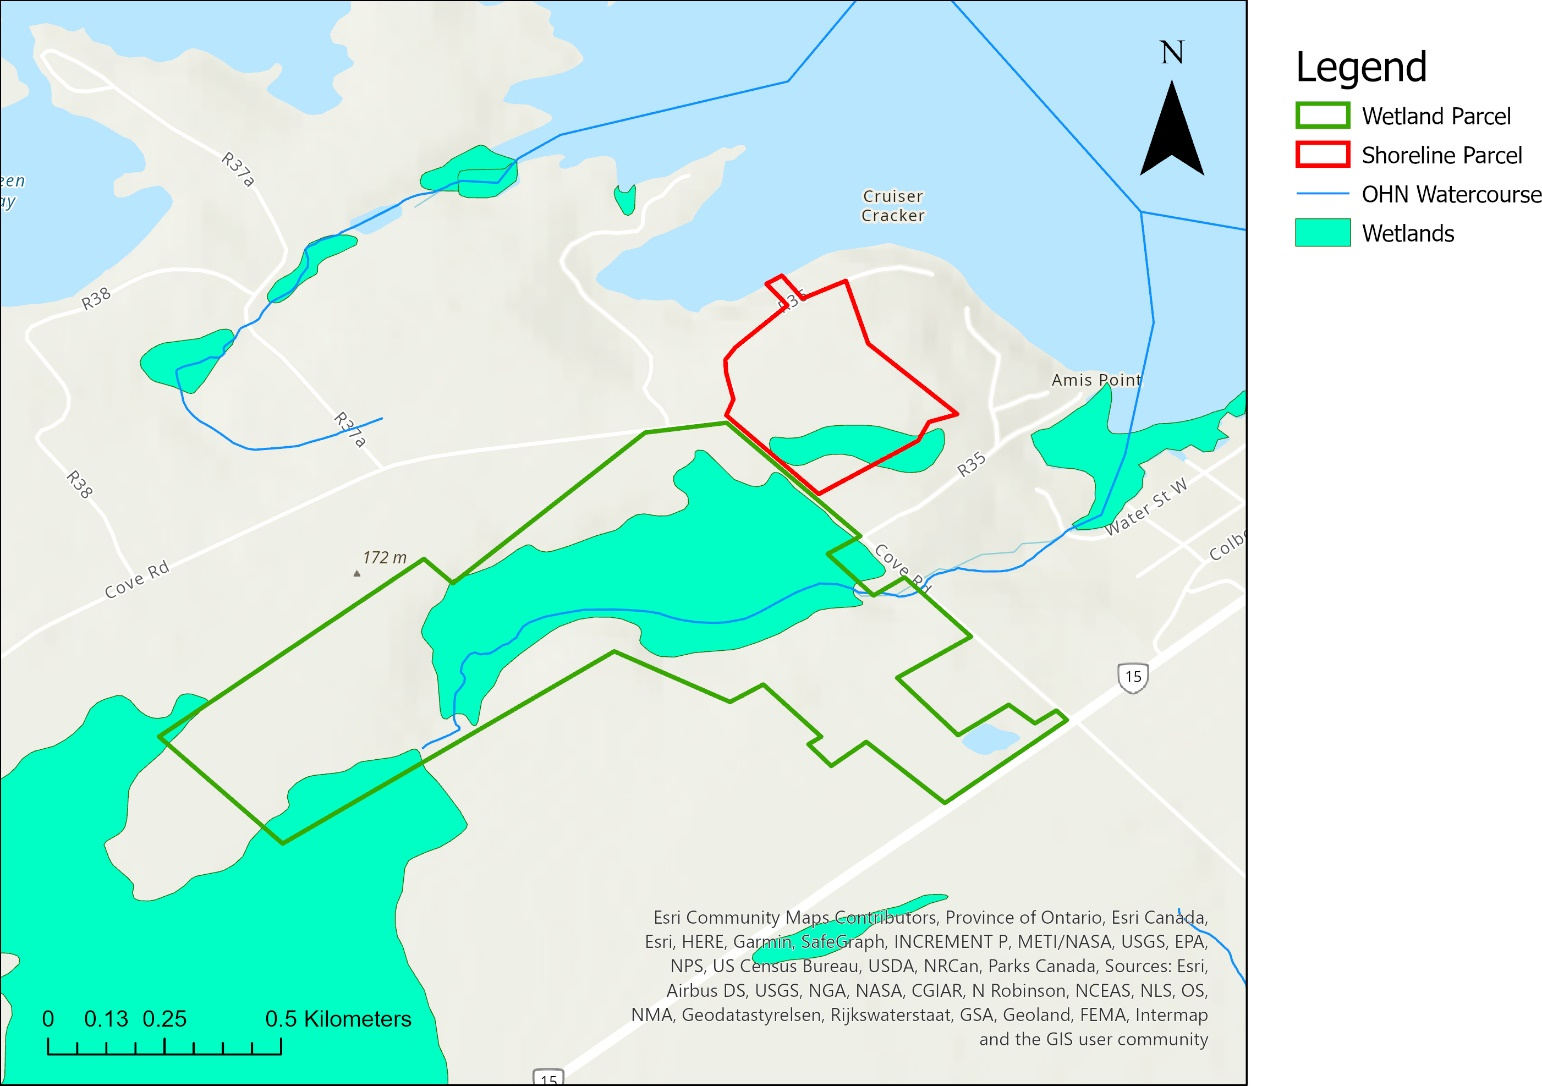 N
Legend
Wetland Parcel
Shoreline Parcel
OHN Watercourse
Wetlands
R37a
Cruiser
Cracker
R38
R35
Amis Point
R37a
R38
R35
Water St W
172 m
Cove Rd
Cove Rd
15
Esri Community Maps Contributors, Province of Ontario, Esri Canada,
Esri, HERE, Garmin, SafeGraph, INCREMENT P, METI/NASA, USGS, EPA,
NPS, US Census Bureau, USDA, NRCan, Parks Canada, Sources: Esri,
Airbus DS, USGS, NGA, NASA, CGIAR, N Robinson, NCEAS, NLS, OS,
NMA, Geodatastyrelsen, Rijkswaterstaat, GSA, Geoland, FEMA, Intermap
and the GIS user community
0 0.13 0.25 0.5 Kilometers
15